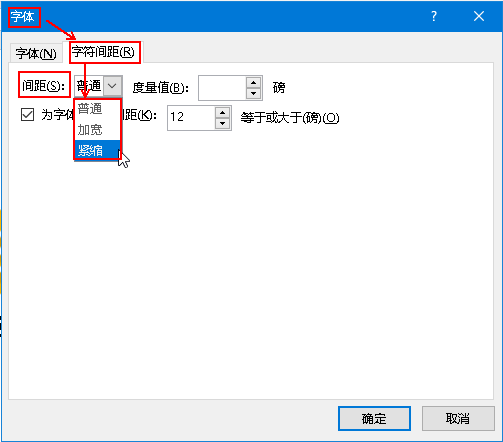 字体
?
字体(N) 字符间距(R)
间距(S): 普通 度量值(B): 磅
为字体 间距(K): 12 等于或大于(磅)(O)
普通
加宽
紧缩
确定 取消